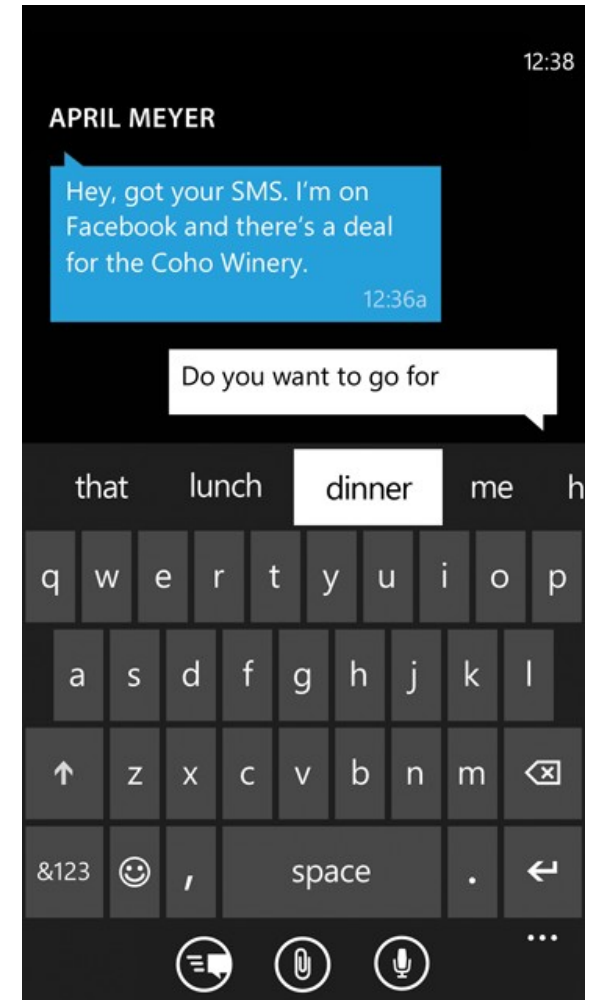 12:38
APRIL MEYER
Hey, got your SMS. I'm on
Facebook and there's a deal
for the Coho Winery.
12:36a
Do you want to go for
that lunch dinner me h
q w e r t y u i o p
a s d f g h j k l
z x c v b n m
&123 , space .